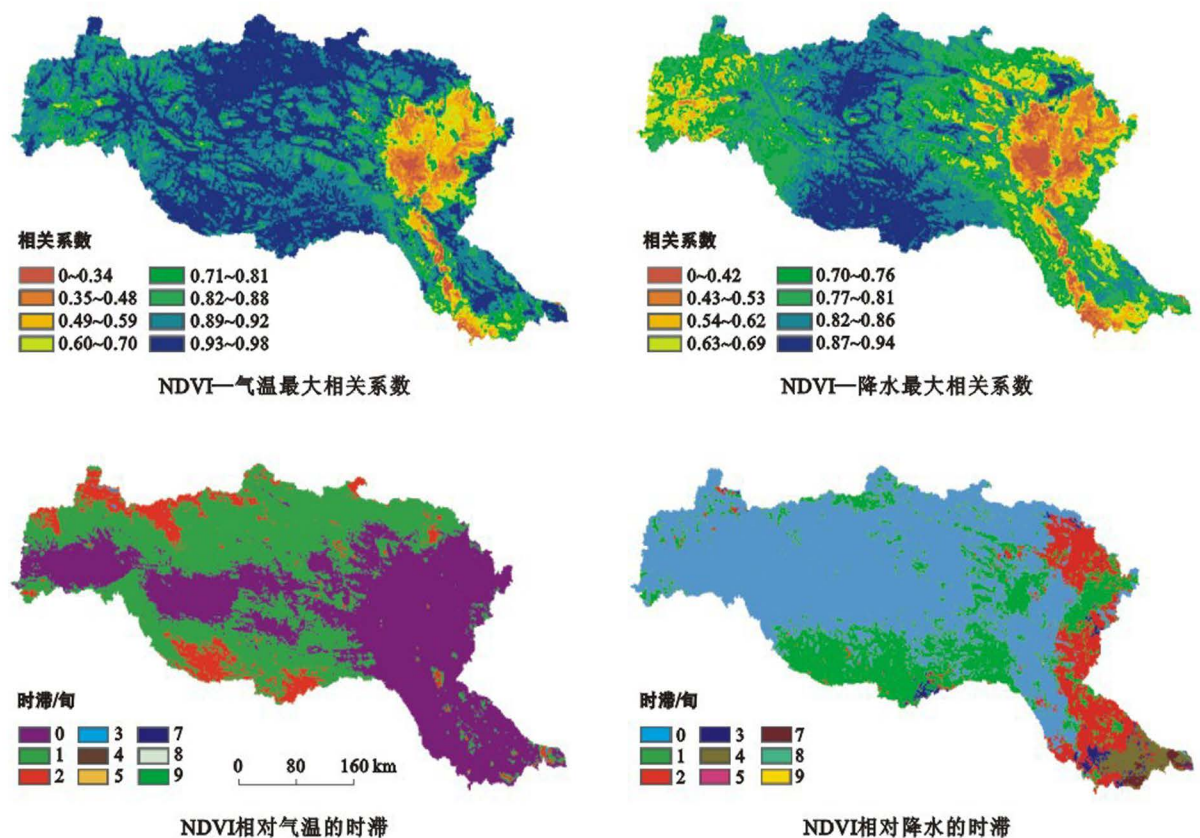 相关系数
0~0.34 0.71~0.81
0.35~0.48 0.82~0.88
0.49~0.59 0.89~0.92
0.60~0.70 0.93~0.98
NDVI—气温最大相关系数
相关系数
0~0.42 0.70~0.76
0.43~0.53 0.77~0.81
0.54~0.62 0.82~0.86
0.63~0.69 0.87~0.94
NDVI—降水最大相关系数
时滞/旬
0 3 7
1 4 8
2 5 9
0 80 160 km
NDVI相对气温的时滞
时滞/旬
0 3 7
1 4 8
2 5 9
NDVI相对降水的时滞